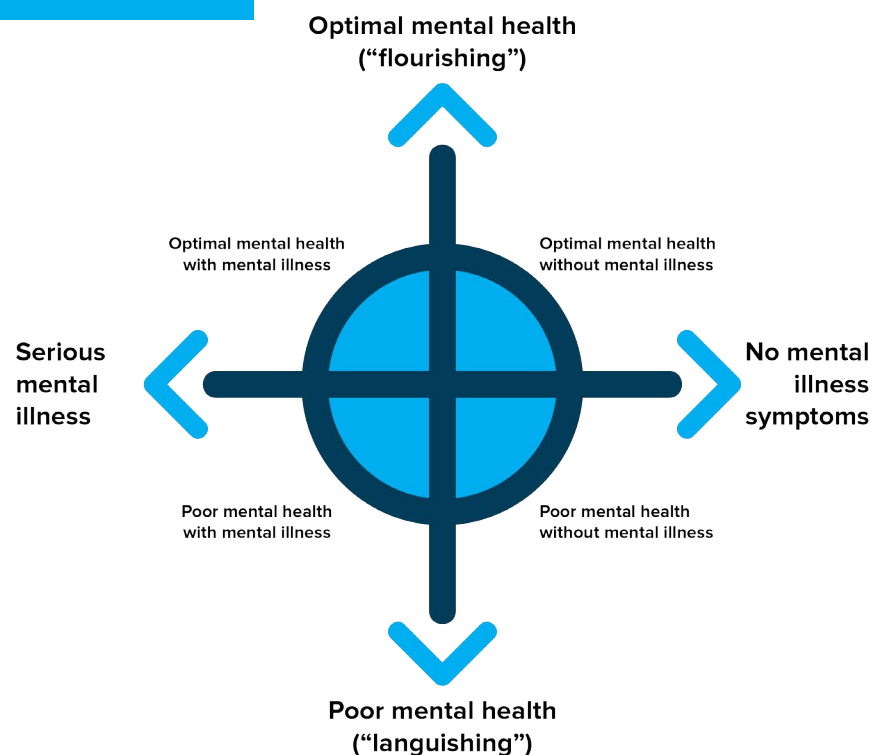 Optimal mental health
(“flourishing”)
Optimal mental health
with mental illness
Optimal mental health
without mental illness
Serious
mental
illness
No mental
illness
symptoms
Poor mental health
with mental illness
Poor mental health
without mental illness
Poor mental health
(“languishing”)